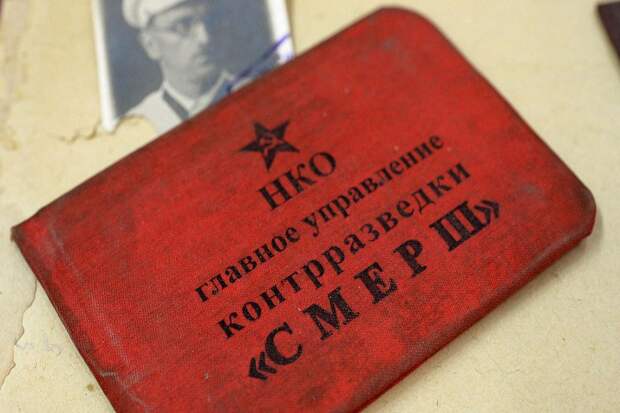 НКО
главное управление
контрразведки
«СМЕРШ»